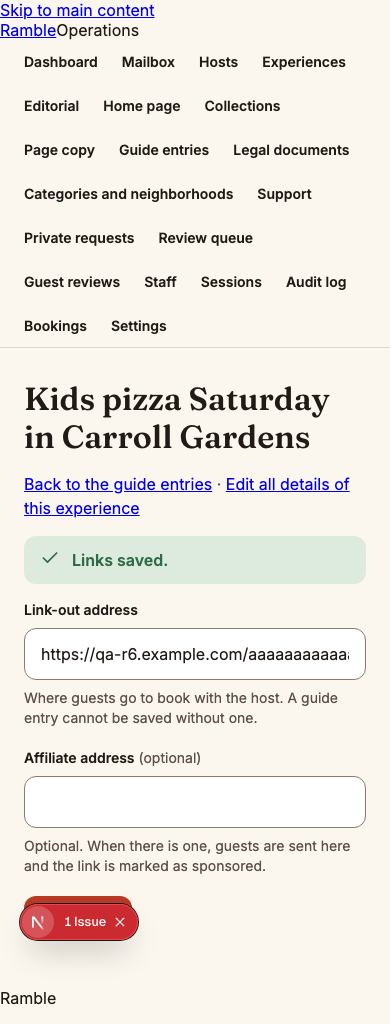 Skip to main content
RambleOperations
Dashboard Mailbox Hosts Experiences
Editorial Home page Collections
Page copy Guide entries Legal documents
Categories and neighborhoods Support
Private requests Review queue
Guest reviews Staff Sessions Audit log
Bookings Settings
Kids pizza Saturday
in Carroll Gardens
Back to the guide entries · Edit all details of
this experience
Links saved.
Link-out address
https://qa-r6.example.com/aaaaaaaaaaaa
Where guests go to book with the host. A guide
entry cannot be saved without one.
Affiliate address (optional)
Optional. When there is one, guests are sent here
and the link is marked as sponsored.
N 1 Issue
Ramble